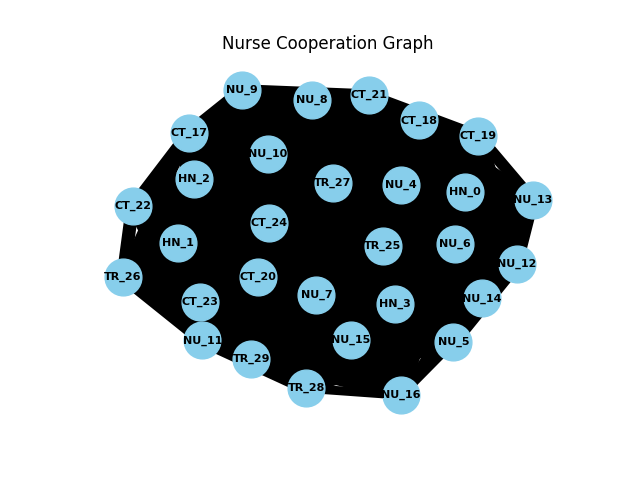 Nurse Cooperation Graph
NU_9
NU_8
CT_21
CT_18
CT_17
CT_19
NU_10
HN_2
TR_27
NU_4
HN_0
NU_13
CT_22
CT_24
HN_1
TR_25
NU_6
NU_12
TR_26
CT_20
NU_7
NU_14
CT_23
HN_3
NU_11
NU_15
NU_5
TR_29
TR_28
NU_16